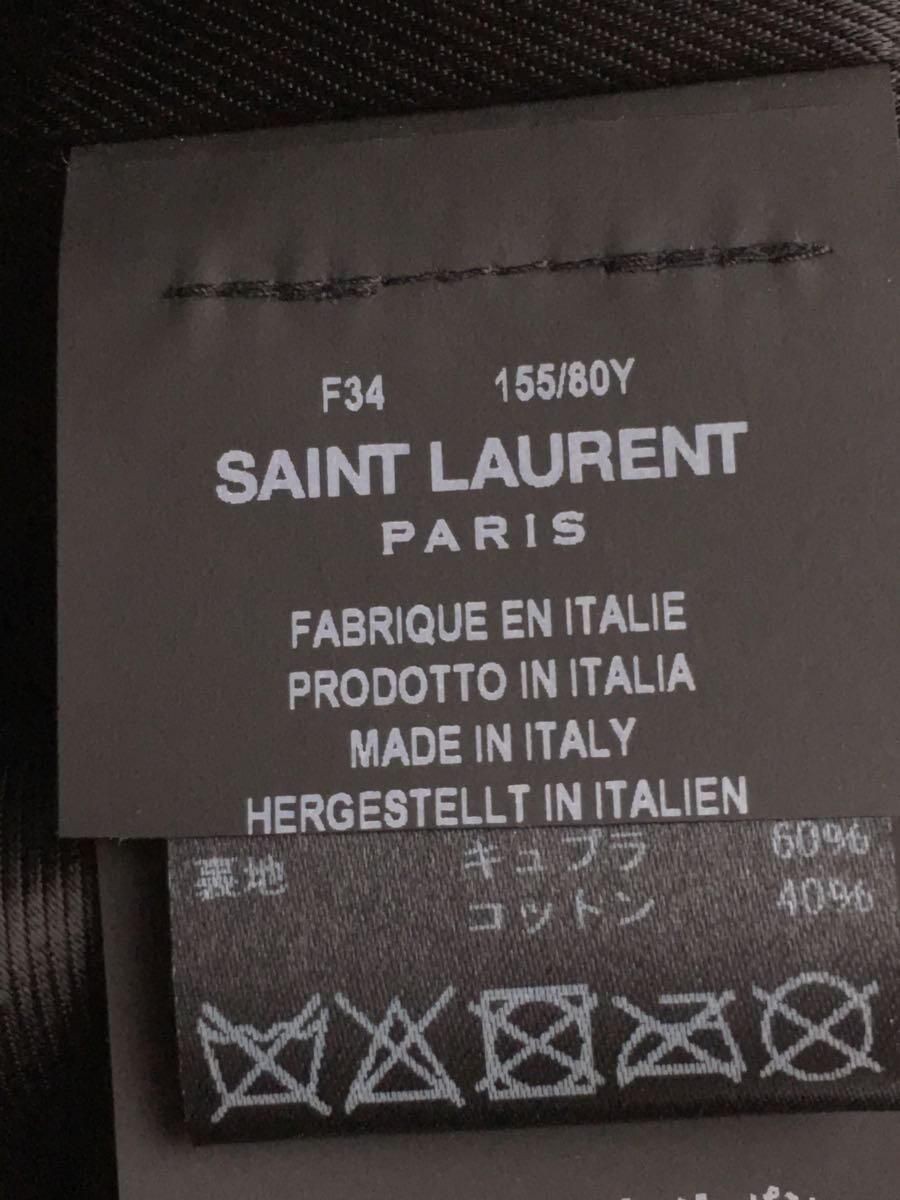 F34 155/80Y
SAINT LAURENT
PARIS
FABRIQUE EN ITALIE
PRODOTTO IN ITALIA
MADE IN ITALY
HERGESTELLT IN ITALIEN
裏地 キュプラ 60%
コットン 40%